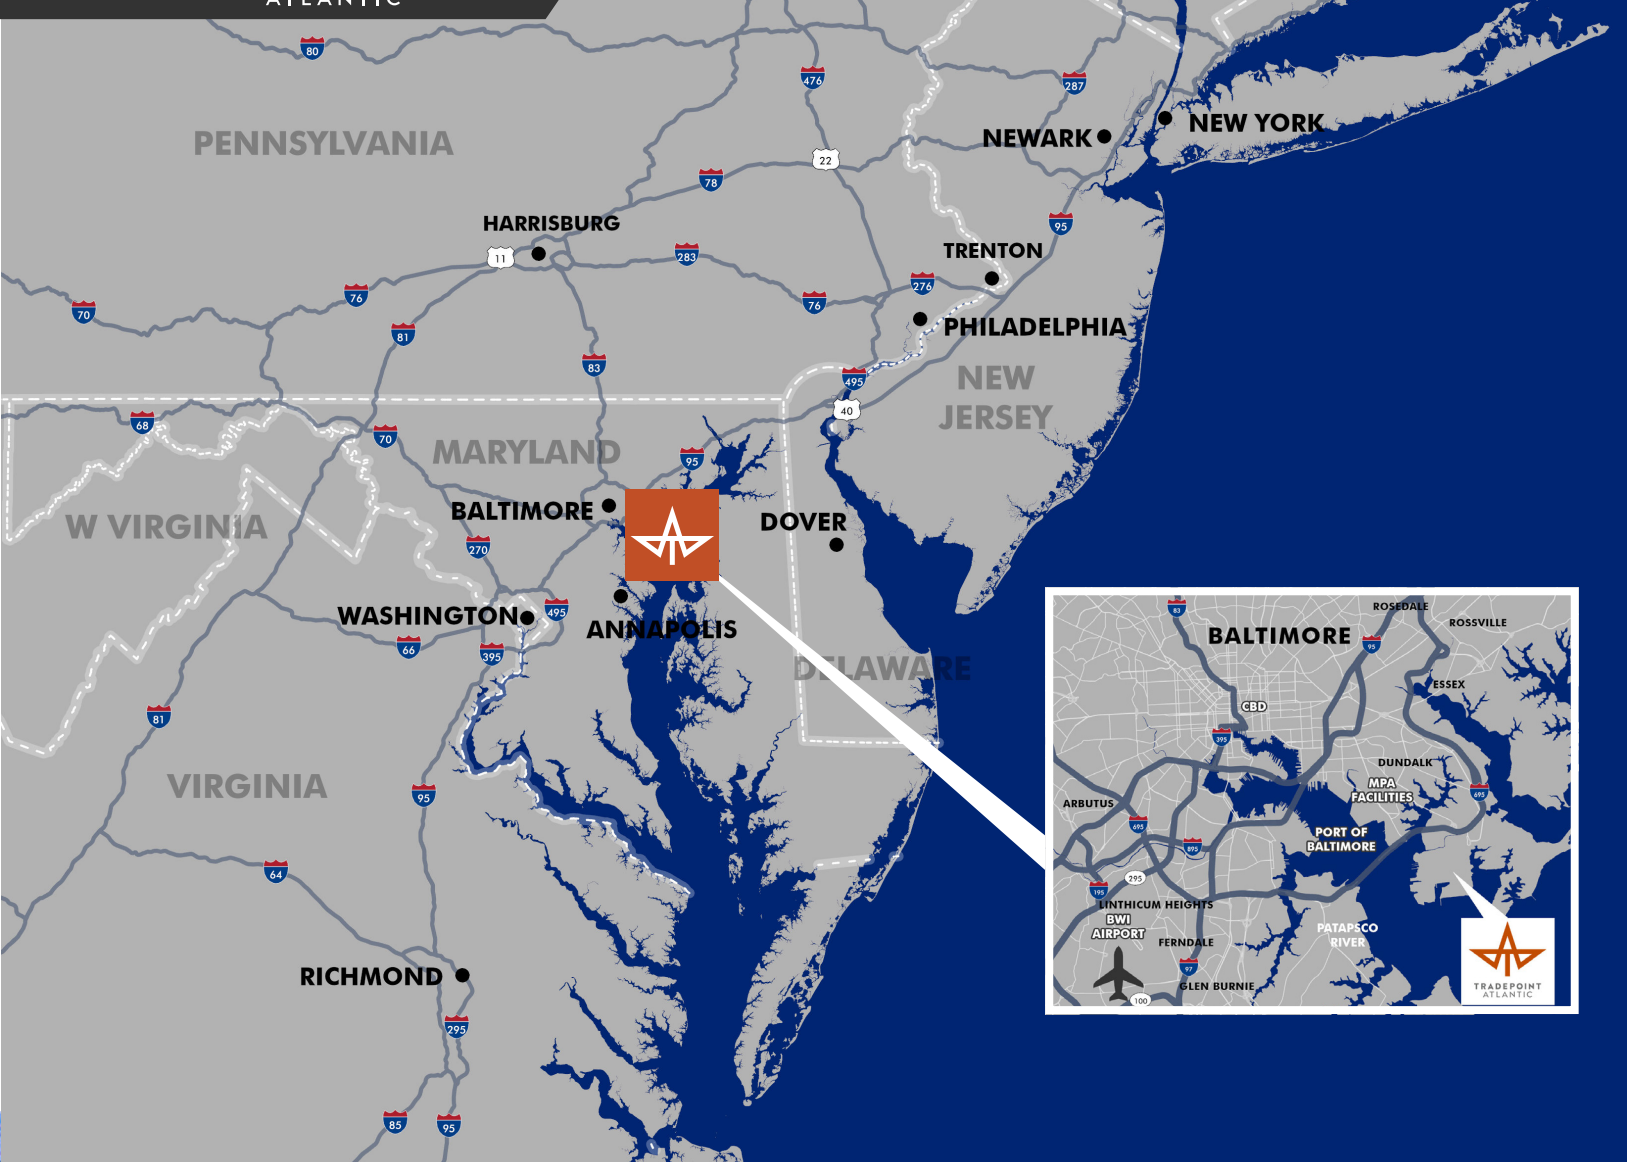 ATLANTIC
80
476
287
NEW YORK
NEWARK
PENNSYLVANIA
22
78
HARRISBURG
95
11
283
TRENTON
276
76
76
70
PHILADELPHIA
81
83
495
NEW
JERSEY
40
68
70
MARYLAND
95
BALTIMORE
DOVER
W VIRGINIA
270
WASHINGTON
495
ANNAPOLIS
66
395
DELAWARE
81
VIRGINIA
95
64
RICHMOND
295
85
95
83
ROSEDALE
ROSSVILLE
BALTIMORE
95
ESSEX
CBD
395
DUNDALK
MPA
FACILITIES
695
ARBUTUS
695
PORT OF
BALTIMORE
895
295
195
LINTHICUM HEIGHTS
BWI
AIRPORT
PATAPSCO
RIVER
FERNDALE
97
GLEN BURNIE
100
TRADEPOINT
ATLANTIC